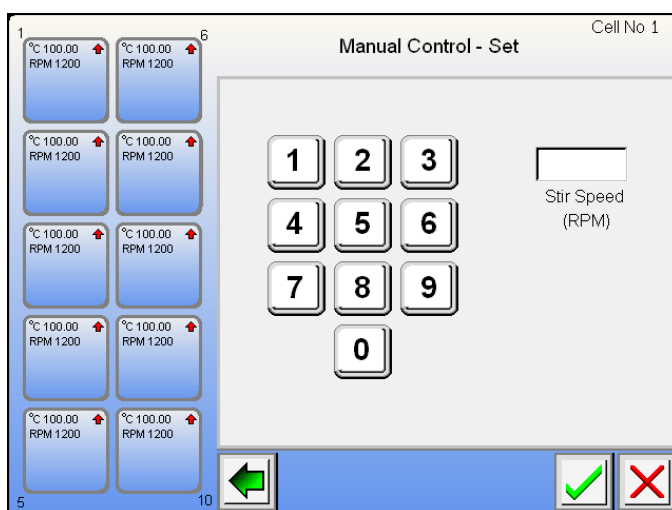 Cell No 1
Manual Control - Set
1
6
°C 100.00
RPM 1200
°C 100.00
RPM 1200
°C 100.00
RPM 1200
°C 100.00
RPM 1200
°C 100.00
RPM 1200
°C 100.00
RPM 1200
°C 100.00
RPM 1200
°C 100.00
RPM 1200
°C 100.00
RPM 1200
°C 100.00
RPM 1200
5
10
1 2 3
4 5 6
7 8 9
0
Stir Speed
(RPM)